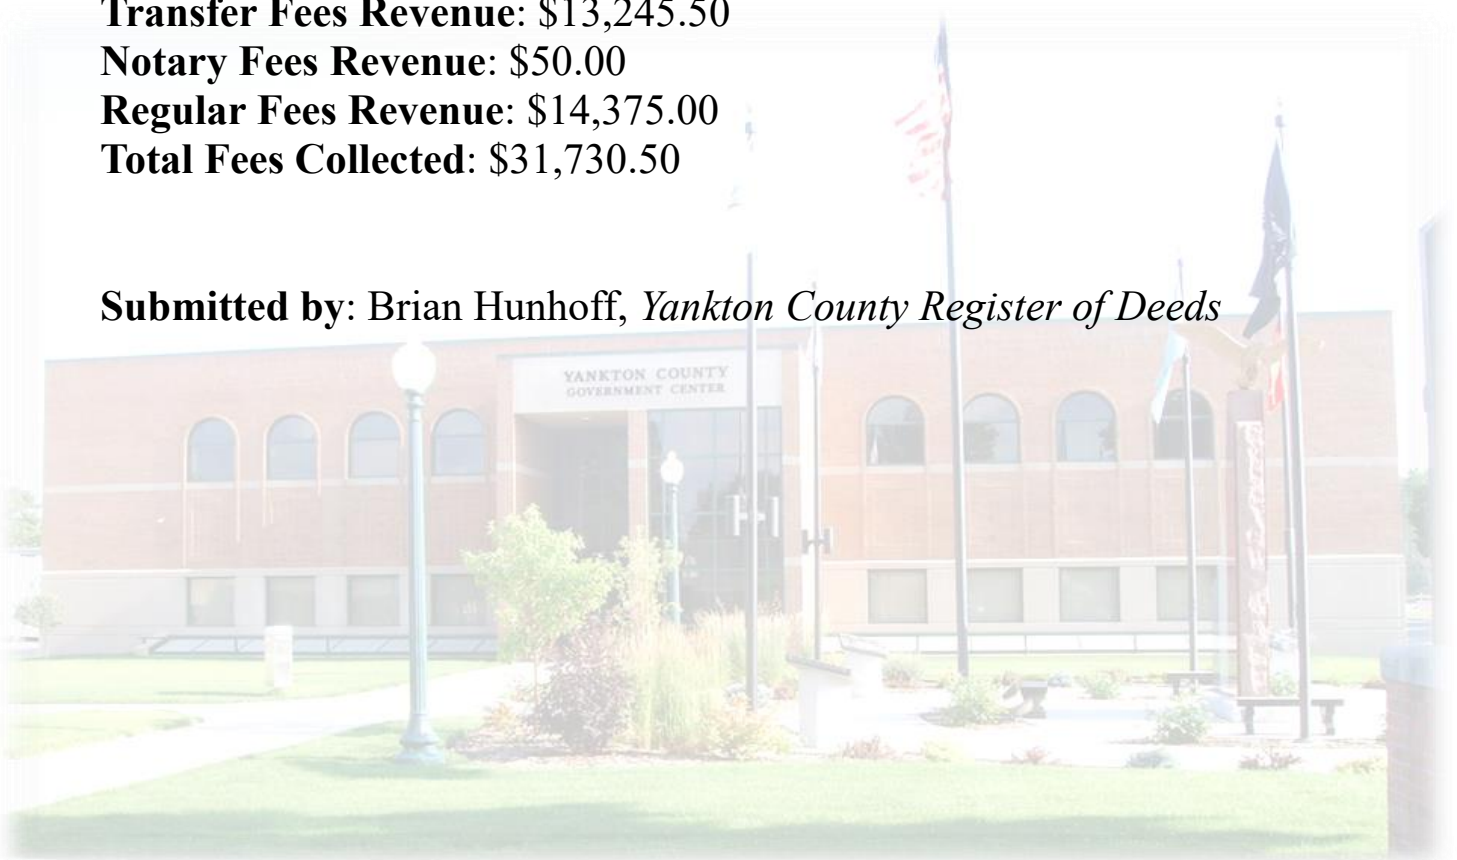 Transfer Fees Revenue: $13,245.50
Notary Fees Revenue: $50.00
Regular Fees Revenue: $14,375.00
Total Fees Collected: $31,730.50
Submitted by: Brian Hunhoff, Yankton County Register of Deeds
YANKTON COUNTY
GOVERNMENT CENTER